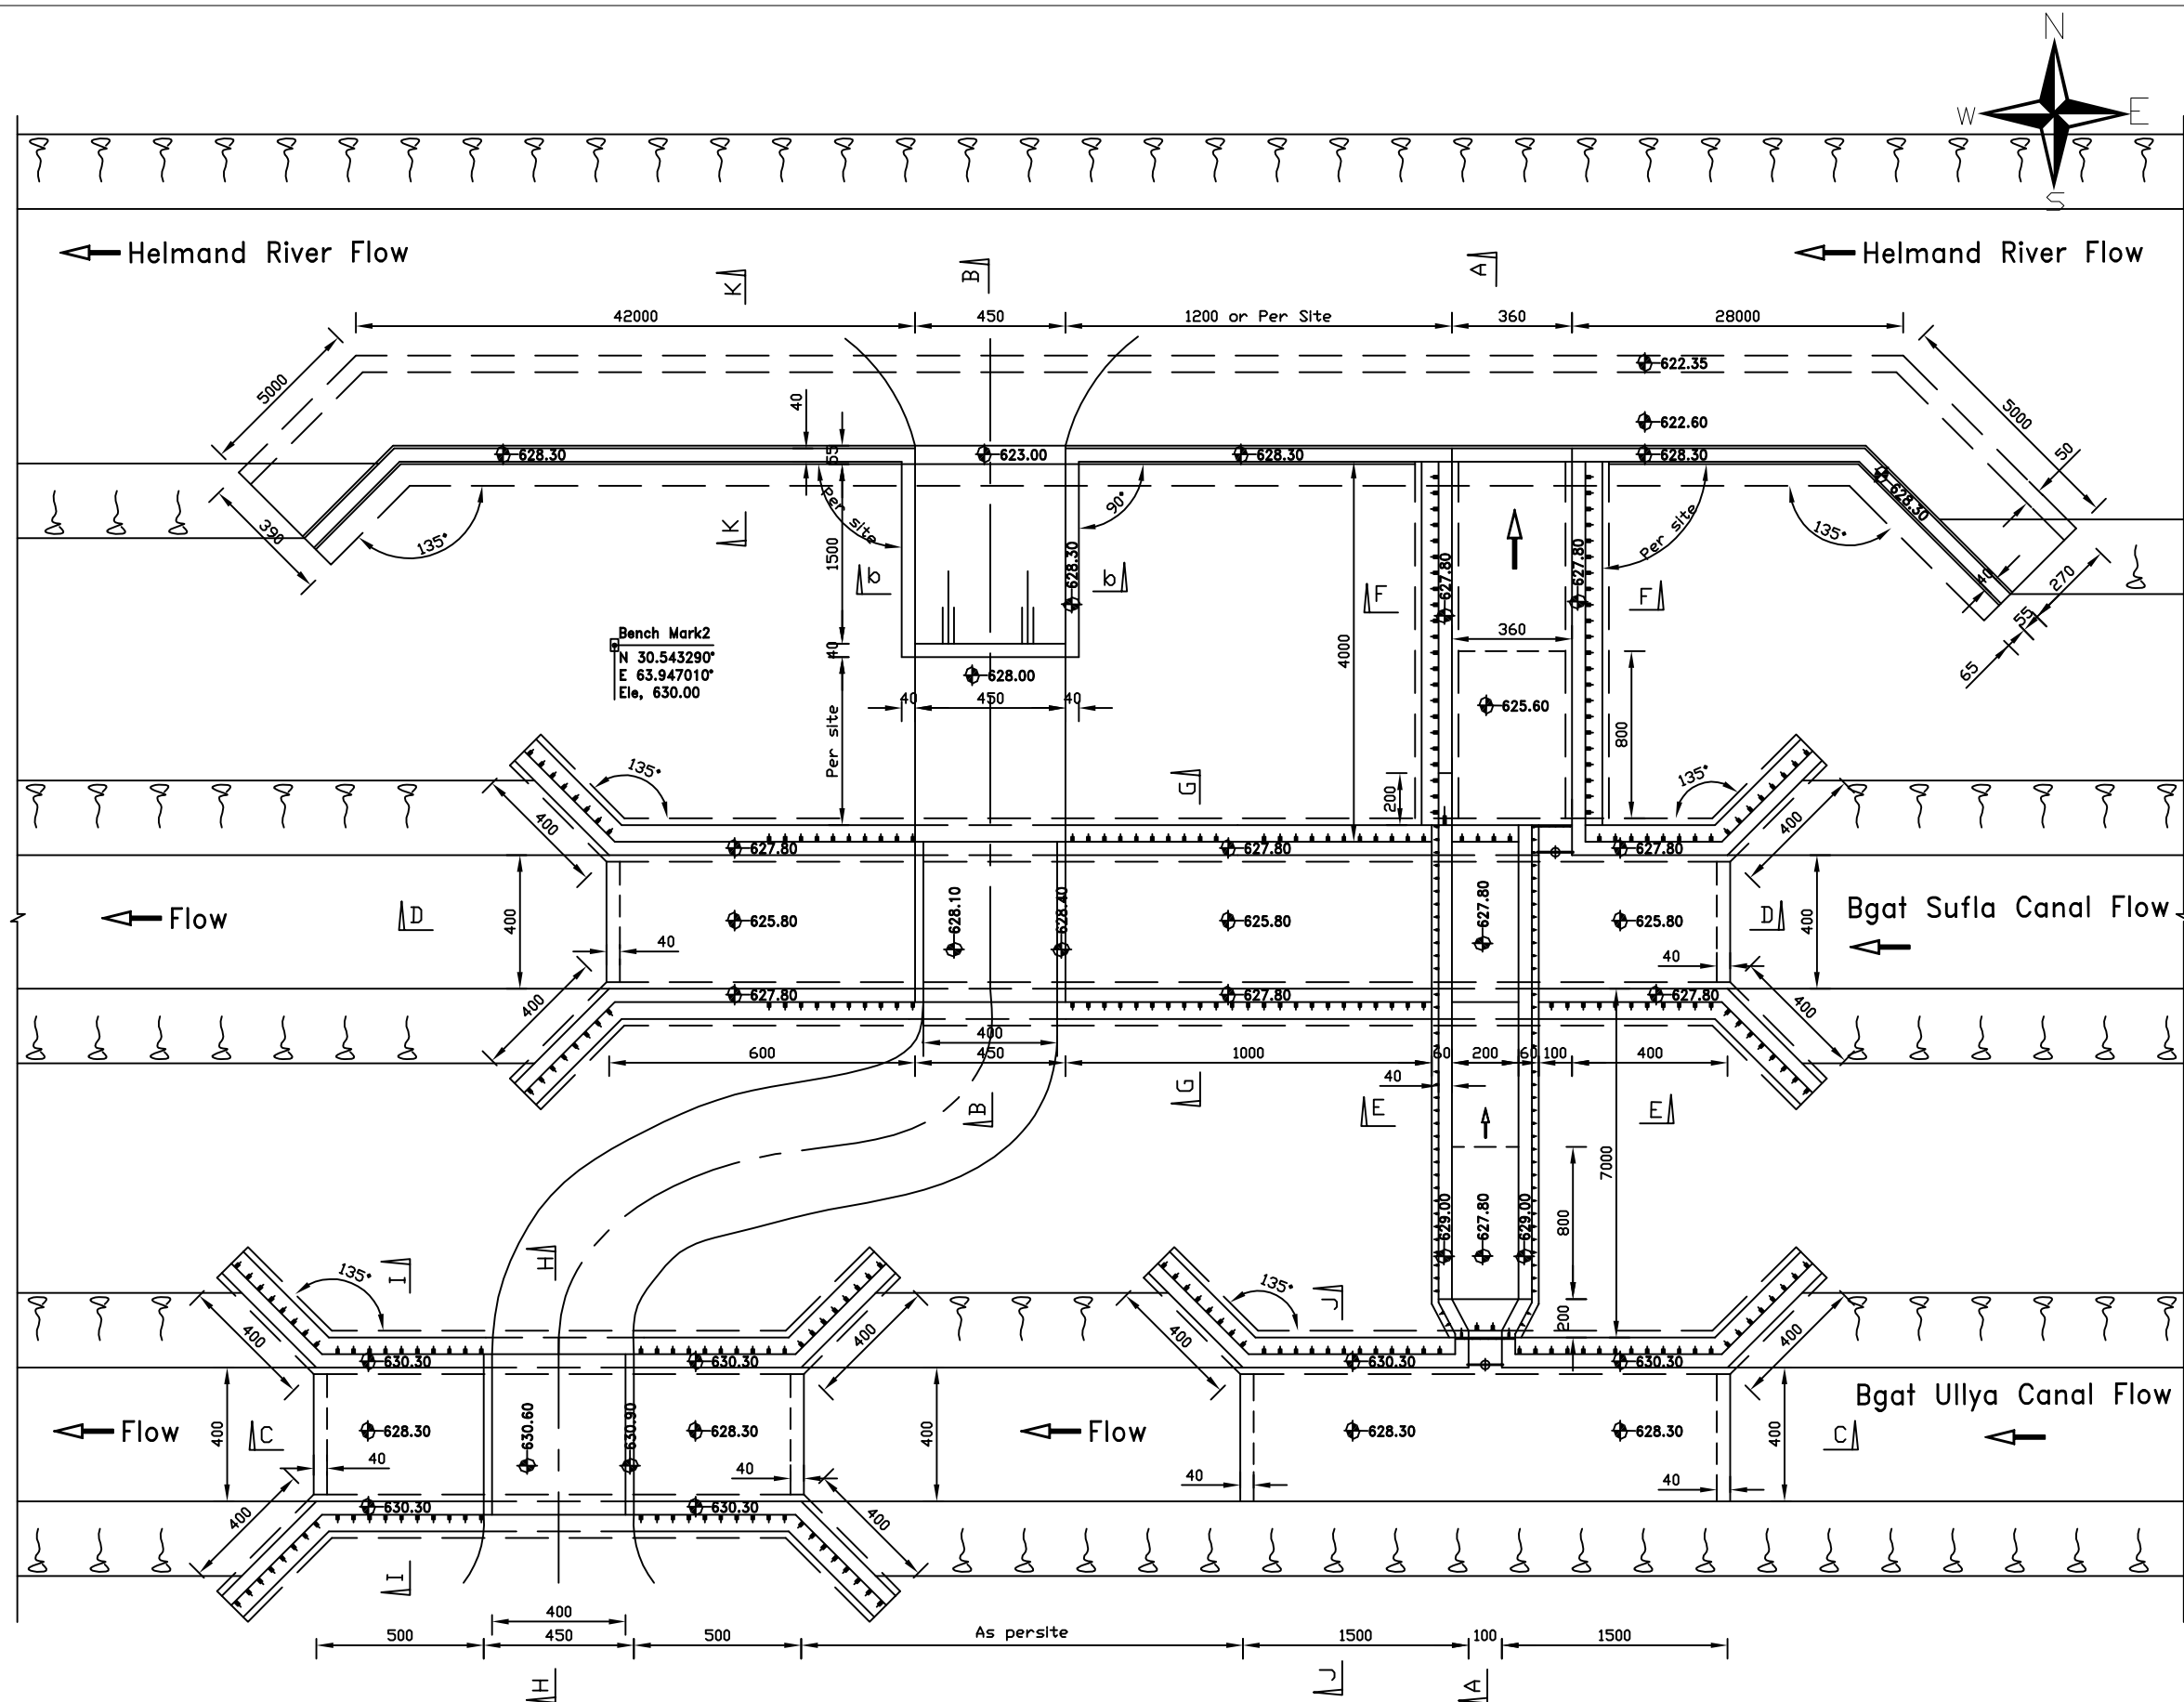 N
W
E
S
Helmand River Flow
Helmand River Flow
K
B
A
42000
450
1200 or Per Site
360
28000
5000
5000
622.35
622.60
40
65
628.30
623.00
628.30
628.30
628.30
50
390
135°
K
Per site
90°
Per site
135°
1500
b
628.30
b
F
627.80
627.80
F
40
270
55
65
4000
360
Bench Mark2
N 30.543290°
E 63.947010°
Ele, 630.00
40
628.00
625.60
40
450
40
Per site
800
135°
G
200
135°
400
400
627.80
627.80
627.80
Flow
D
400
625.80
628.10
628.40
625.80
627.80
625.80
D
400
Bgat Sufla Canal Flow
40
40
400
627.80
627.80
627.80
400
400
600
450
1000
60
200
60
100
400
40
B
G
E
E
7000
629.00
627.80
629.00
800
200
135°
I
H
135°
J
400
400
400
400
630.30
630.30
630.30
630.30
Bgat Ullya Canal Flow
Flow
400
C
628.30
630.60
630.90
628.30
400
Flow
628.30
628.30
400
C
40
40
40
40
630.30
630.30
400
400
I
400
500
450
500
As persite
1500
100
1500
H
J
A